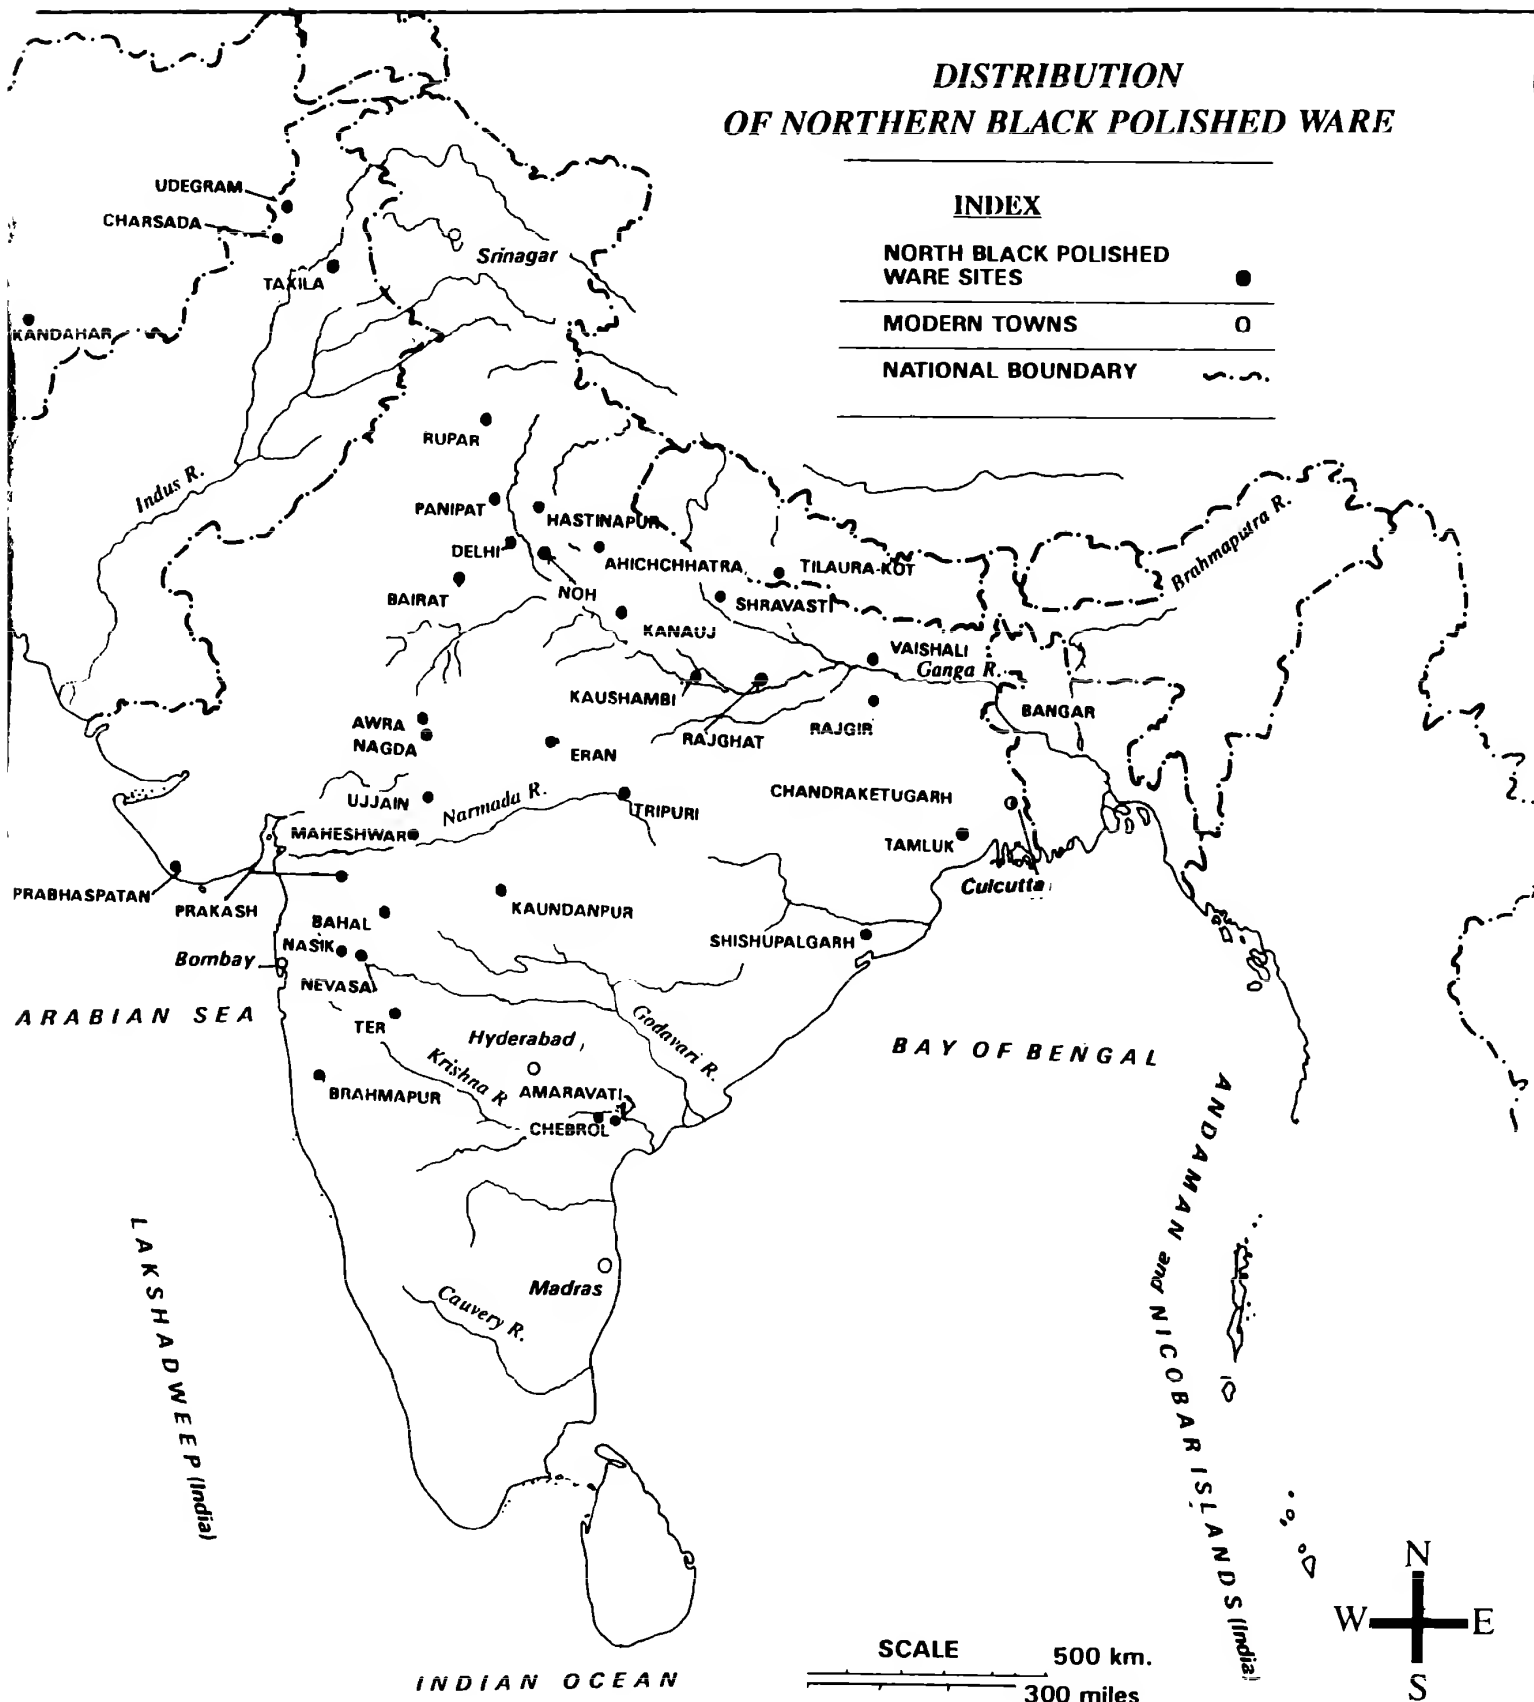 DISTRIBUTION
OF NORTHERN BLACK POLISHED WARE
INDEX
NORTH BLACK POLISHED
WARE SITES
MODERN TOWNS
NATIONAL BOUNDARY
UDEGRAM
CHARSADA
Srinagar
TAXILA
KANDAHAR
RUPAR
Indus R.
PANIPAT
HASTINAPUR
DELHI
AHICHCHHATRA
TILAURA-KOT
Brahmaputra R.
BAIRAT
NOH
SHRAVASTI
KANAUJ
VAISHALI
Ganga R.
KAUSHAMBI
BANGAR
AWRA
NAGDA
RAJGHAT
RAJGIR
ERAN
UJJAIN
Narmada R.
TRIPURI
CHANDRAKETUGARH
MAHESHWAR
TAMLUK
Culcutta
PRABHASPATAN
PRAKASH
BAHAL
KAUNDANPUR
NASIK
SHISHUPALGARH
Bombay
NEVASA
ARABIAN SEA
TER
Hyderabad
Godavari R.
BAY OF BENGAL
Krishna R
BRAHMAPUR
AMARAVATI
CHEBROL
ANDAMAN and NICOBAR ISLANDS (India)
LAKSHADWEEP (India)
Madras
Cauvery R.
N
W E
S
SCALE
500 km.
300 miles
INDIAN OCEAN